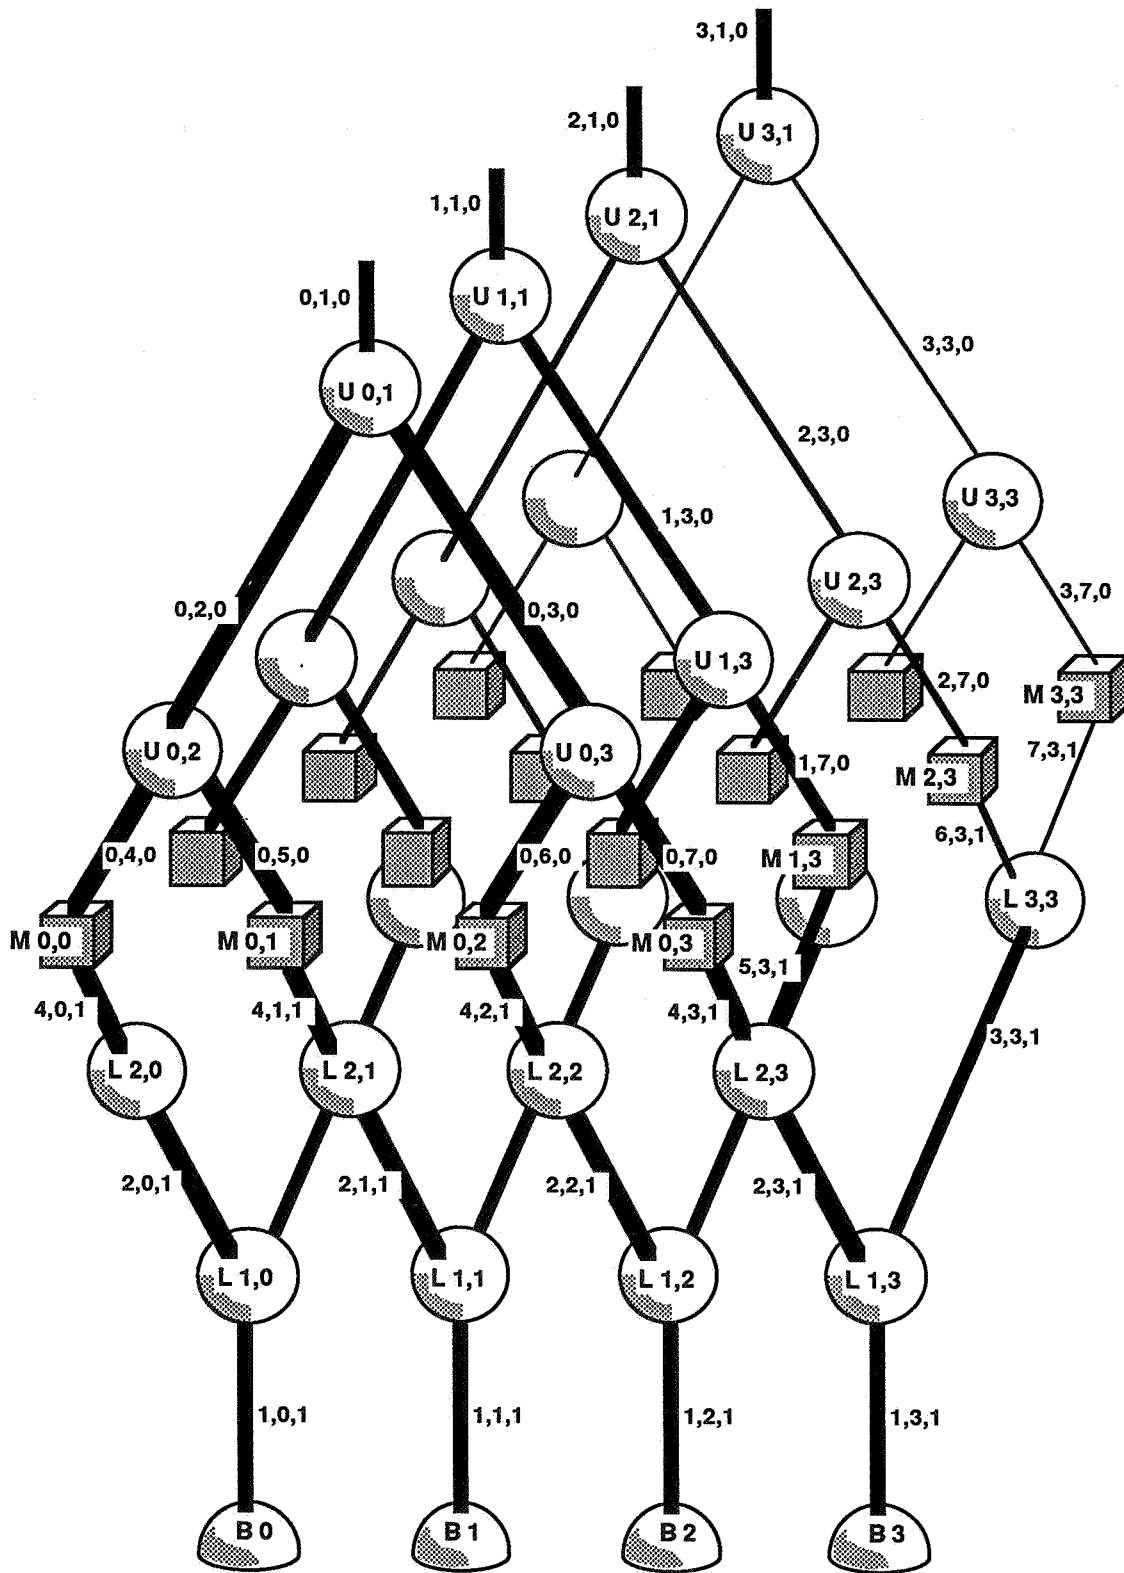 3,1,0
2,1,0
U 3,1
1,1,0
U 2,1
0,1,0
U 1,1
3,3,0
U 0,1
2,3,0
U 3,3
1,3,0
U 2,3
3,7,0
0,2,0
0,3,0
U 1,3
2,7,0
M 3,3
U 0,2
U 0,3
7,3,1
1,7,0
M 2,3
6,3,1
0,4,0
0,5,0
0,6,0
0,7,0
M 1,3
L 3,3
M 0,0
M 0,1
M 0,2
M 0,3
5,3,1
4,0,1
4,1,1
4,2,1
4,3,1
3,3,1
L 2,0
L 2,1
L 2,2
L 2,3
2,0,1
2,1,1
2,2,1
2,3,1
L 1,0
L 1,1
L 1,2
L 1,3
1,0,1
1,1,1
1,2,1
1,3,1
B 0
B 1
B 2
B 3